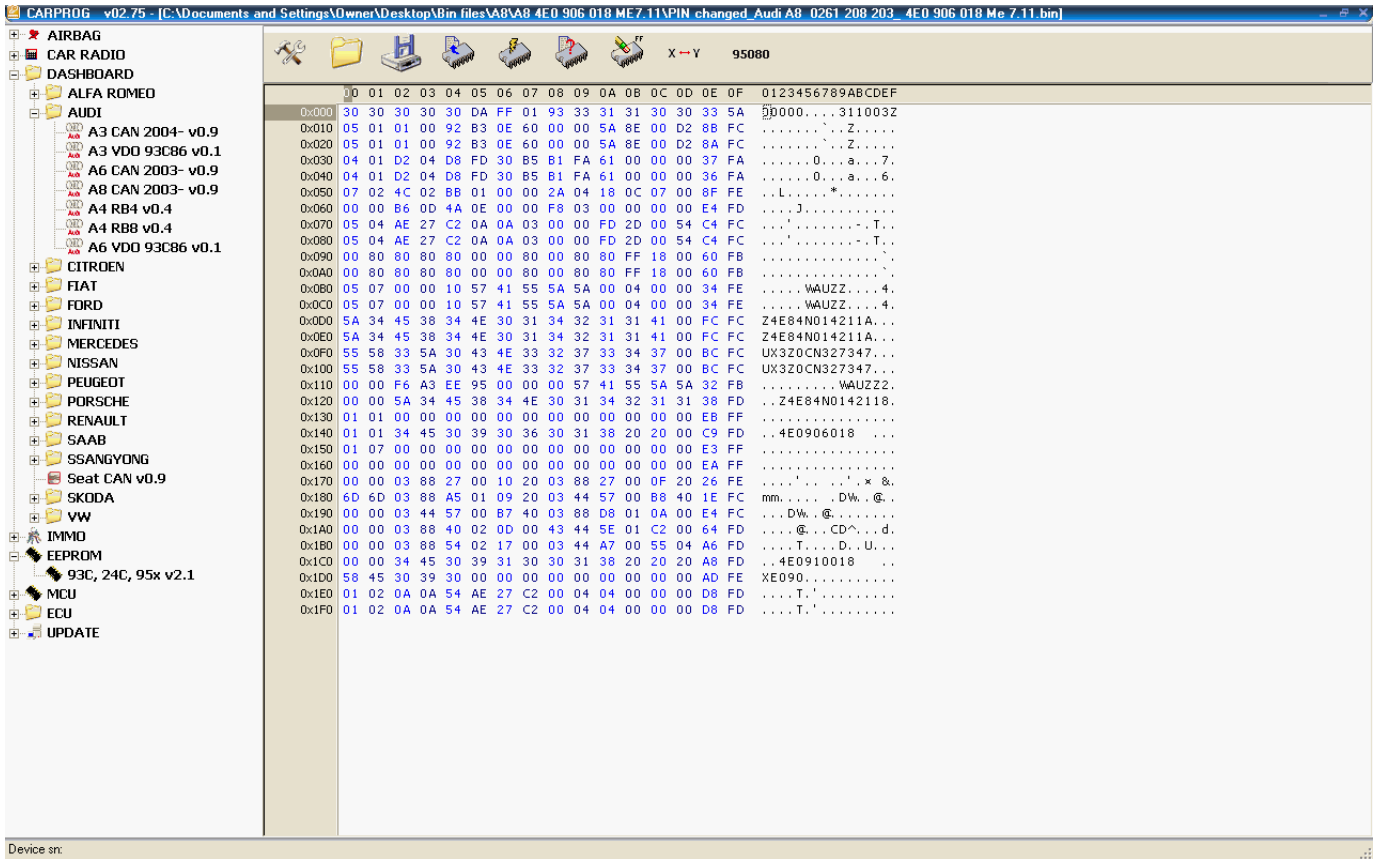 CARPROG v02.75 - [C:\Documents and Settings\Owner\Desktop\Bin files\A8\A8 4E0 906 018 ME7.11\PIN changed_Audi A8 0261 208 203_ 4E0 906 018 Me 7.11.bin]
AIRBAG
CAR RADIO
DASHBOARD
ALFA ROMEO
AUDI
A3 CAN 2004- v0.9
A3 VDO 93C86 v0.1
A6 CAN 2003- v0.9
A8 CAN 2003- v0.9
A4 RB4 v0.4
A4 RB8 v0.4
A6 VDO 93C86 v0.1
CITROEN
FIAT
FORD
INFINITI
MERCEDES
NISSAN
PEUGEOT
PORSCHE
RENAULT
SAAB
SSANGYONG
Seat CAN v0.9
SKODA
VW
IMMO
EEPROM
93C, 24C, 95x v2.1
MCU
ECU
UPDATE
FF
X↔Y 95080
00 01 02 03 04 05 06 07 08 09 0A 0B 0C 0D 0E 0F 0123456789ABCDEF
0x000 30 30 30 30 30 DA FF 01 93 33 31 31 30 30 33 5A 00000....311003Z
0x010 05 01 01 00 92 B3 0E 60 00 00 5A 8E 00 D2 8B FC .......`..Z.....
0x020 05 01 01 00 92 B3 0E 60 00 00 5A 8E 00 D2 8A FC .......`..Z.....
0x030 04 01 D2 04 D8 FD 30 B5 B1 FA 61 00 00 00 37 FA ......0...a...7.
0x040 04 01 D2 04 D8 FD 30 B5 B1 FA 61 00 00 00 36 FA ......0...a...6.
0x050 07 02 4C 02 BB 01 00 00 2A 04 18 0C 07 00 8F FE ..L.....*.......
0x060 00 00 B6 0D 4A 0E 00 00 F8 03 00 00 00 00 E4 FD ....J...........
0x070 05 04 AE 27 C2 0A 0A 03 00 00 FD 2D 00 54 C4 FC ...'.......-.T..
0x080 05 04 AE 27 C2 0A 0A 03 00 00 FD 2D 00 54 C4 FC ...'.......-.T..
0x090 00 80 80 80 80 00 00 80 00 80 80 FF 18 00 60 FB ..............`.
0x0A0 00 80 80 80 80 00 00 80 00 80 80 FF 18 00 60 FB ..............`.
0x0B0 05 07 00 00 10 57 41 55 5A 5A 00 04 00 00 34 FE .....WAUZZ....4.
0x0C0 05 07 00 00 10 57 41 55 5A 5A 00 04 00 00 34 FE .....WAUZZ....4.
0x0D0 5A 34 45 38 34 4E 30 31 34 32 31 31 41 00 FC FC Z4E84N014211A...
0x0E0 5A 34 45 38 34 4E 30 31 34 32 31 31 41 00 FC FC Z4E84N014211A...
0x0F0 55 58 33 5A 30 43 4E 33 32 37 33 34 37 00 BC FC UX3Z0CN327347...
0x100 55 58 33 5A 30 43 4E 33 32 37 33 34 37 00 BC FC UX3Z0CN327347...
0x110 00 00 F6 A3 EE 95 00 00 00 57 41 55 5A 5A 32 FB .........WAUZZ2.
0x120 00 00 5A 34 45 38 34 4E 30 31 34 32 31 31 38 FD ..Z4E84N0142118.
0x130 01 01 00 00 00 00 00 00 00 00 00 00 00 00 EB FF ................
0x140 01 01 34 45 30 39 30 36 30 31 38 20 20 00 C9 FD ..4E0906018  ...
0x150 01 07 00 00 00 00 00 00 00 00 00 00 00 00 E3 FF ................
0x160 00 00 00 00 00 00 00 00 00 00 00 00 00 00 EA FF ................
0x170 00 00 03 88 27 00 10 20 03 88 27 00 0F 20 26 FE ....'.. ..'.× &.
0x180 6D 6D 03 88 A5 01 09 20 03 44 57 00 B8 40 1E FC mm..... .DW..@..
0x190 00 00 03 44 57 00 B7 40 03 88 D8 01 0A 00 E4 FC ...DW..@........
0x1A0 00 00 03 88 40 02 0D 00 43 44 5E 01 C2 00 64 FD ....@...CD^...d.
0x1B0 00 00 03 88 54 02 17 00 03 44 A7 00 55 04 A6 FD ....T....D..U...
0x1C0 00 00 34 45 30 39 31 30 30 31 38 20 20 20 A8 FD ..4E0910018   ..
0x1D0 58 45 30 39 30 00 00 00 00 00 00 00 00 00 AD FE XE090...........
0x1E0 01 02 0A 0A 54 AE 27 C2 00 04 04 00 00 00 D8 FD ....T.'.........
0x1F0 01 02 0A 0A 54 AE 27 C2 00 04 04 00 00 00 D8 FD ....T.'.........
Device sn: